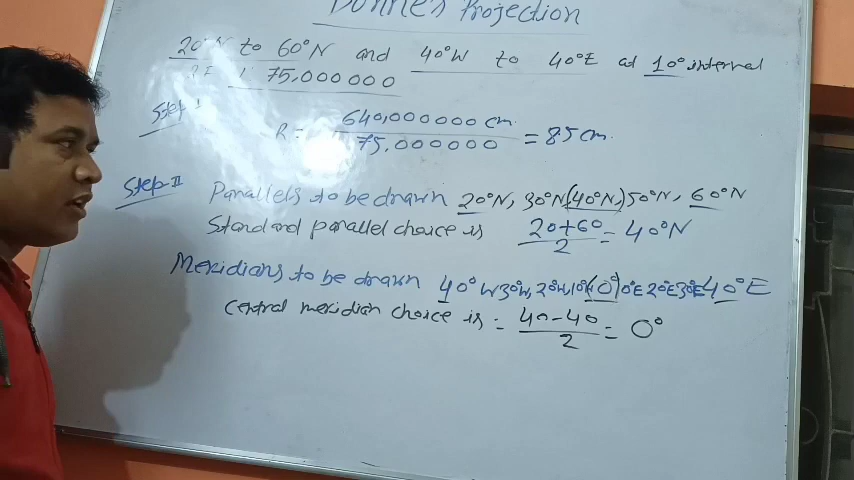 Bonne's Projection
20°N to 60°N and 40°W to 40°E at 10° interval
RF 1: 75,000000
Step I
R = 640,000000 cm. / 75,000000 = 85 cm.
Step II Parallels to be drawn 20°N, 30°N, (40°N,) 50°N, 60°N
Standard parallel choice is 20+60 / 2 = 40°N
Meridians to be drawn 40°W 30°W, 20°W, 10° (0°) 20°E 30°E 40°E
Central meridian choice is = 40-40 / 2 = 0°